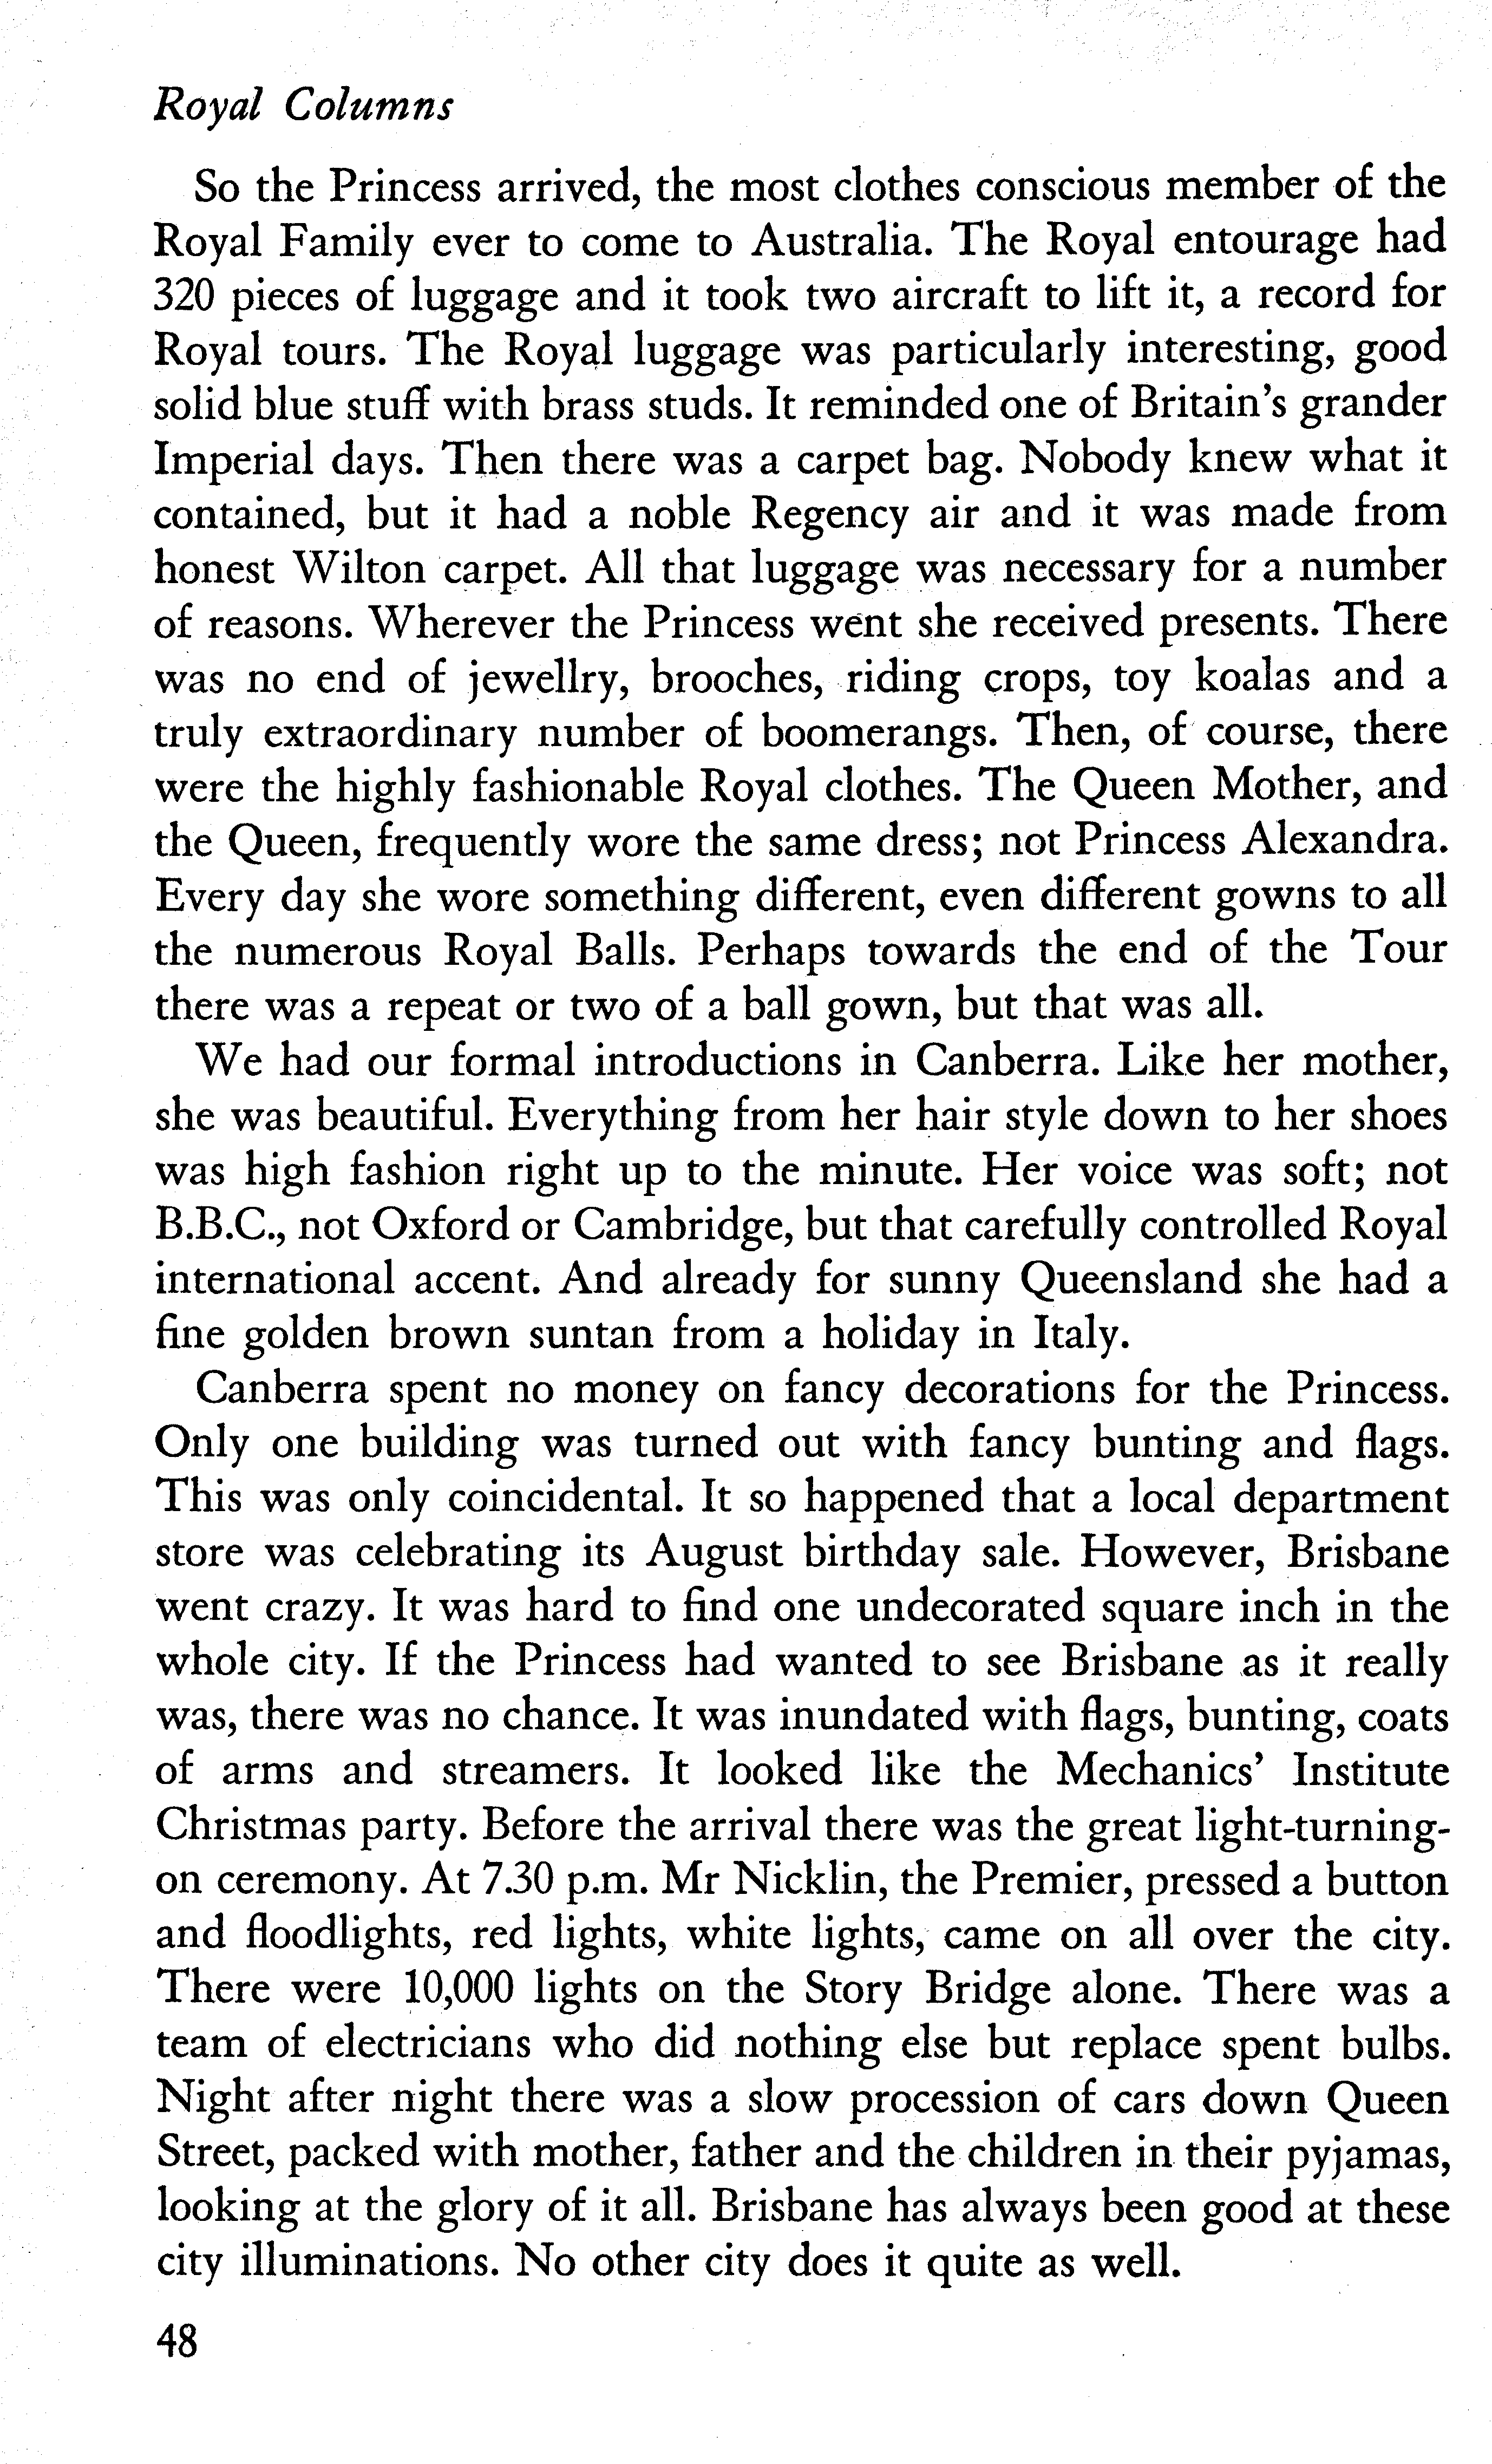 Royal Columns
So the Princess arrived, the most clothes conscious member of the
Royal Family ever to come to Australia. The Royal entourage had
320 pieces of luggage and it took two aircraft to lift it, a record for
Royal tours. The Royal luggage was particularly interesting, good
solid blue stuff with brass studs. It reminded one of Britain's grander
Imperial days. Then there was a carpet bag. Nobody knew what it
contained, but it had a noble Regency air and it was made from
honest Wilton carpet. All that luggage was necessary for a number
of reasons. Wherever the Princess went she received presents. There
was no end of jewellry, brooches, riding crops, toy koalas and a
truly extraordinary number of boomerangs. Then, of course, there
were the highly fashionable Royal clothes. The Queen Mother, and
the Queen, frequently wore the same dress; not Princess Alexandra.
Every day she wore something different, even different gowns to all
the numerous Royal Balls. Perhaps towards the end of the Tour
there was a repeat or two of a ball gown, but that was all.
We had our formal introductions in Canberra. Like her mother,
she was beautiful. Everything from her hair style down to her shoes
was high fashion right up to the minute. Her voice was soft; not
B.B.C., not Oxford or Cambridge, but that carefully controlled Royal
international accent. And already for sunny Queensland she had a
fine golden brown suntan from a holiday in Italy.
Canberra spent no money on fancy decorations for the Princess.
Only one building was turned out with fancy bunting and flags.
This was only coincidental. It so happened that a local department
store was celebrating its August birthday sale. However, Brisbane
went crazy. It was hard to find one undecorated square inch in the
whole city. If the Princess had wanted to see Brisbane as it really
was, there was no chance. It was inundated with flags, bunting, coats
of arms and streamers. It looked like the Mechanics' Institute
Christmas party. Before the arrival there was the great light-turning-
on ceremony. At 7.30 p.m. Mr Nicklin, the Premier, pressed a button
and floodlights, red lights, white lights, came on all over the city.
There were 10,000 lights on the Story Bridge alone. There was a
team of electricians who did nothing else but replace spent bulbs.
Night after night there was a slow procession of cars down Queen
Street, packed with mother, father and the children in their pyjamas,
looking at the glory of it all. Brisbane has always been good at these
city illuminations. No other city does it quite as well.
48